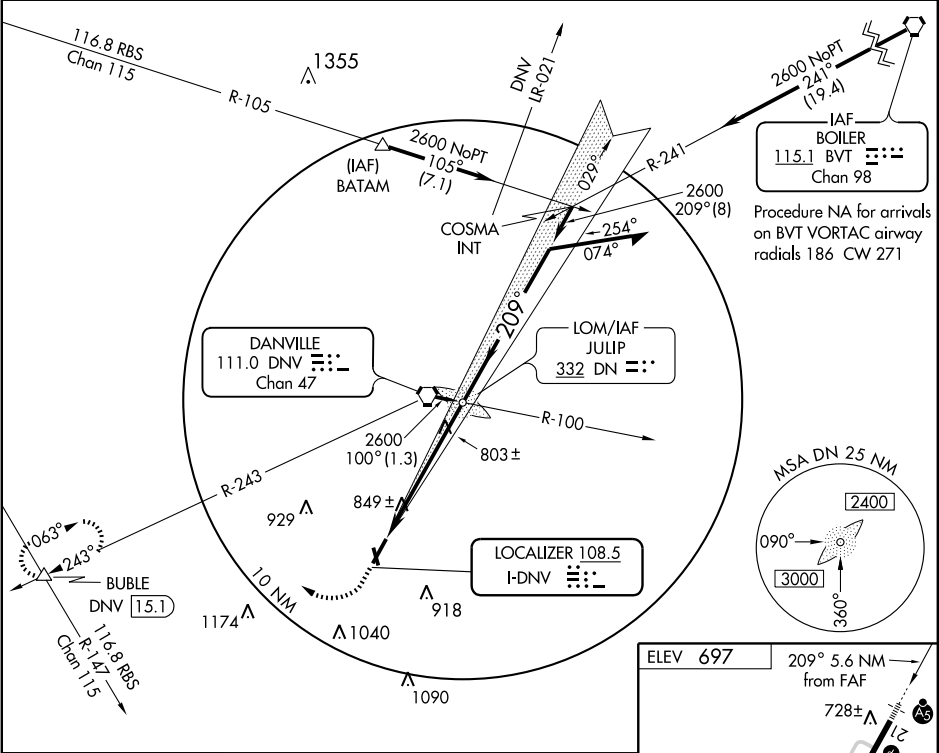 116.8 RBS
Chan 115
R-105
1355
DNV
LR-021
2600 NoPT
241°
(19.4)
IAF
BOILER
115.1 BVT
Chan 98
Procedure NA for arrivals
on BVT VORTAC airway
radials 186 CW 271
(IAF)
BATAM
2600 NoPT
105°
(7.1)
029°
R-241
2600
209°(8)
COSMA
INT
254°
074°
209°
DANVILLE
111.0 DNV
Chan 47
LOM/IAF
JULIP
332 DN
R-100
2600
100°(1.3)
803±
R-243
849±
929
063°
243°
BUBLE
DNV 15.1
116.8 RBS
R-147
Chan 115
10 NM
LOCALIZER 108.5
I-DNV
918
1174
1040
1090
MSA DN 25 NM
2400
090°
3000
360°
ELEV 697
209° 5.6 NM
from FAF
728±
A5
21